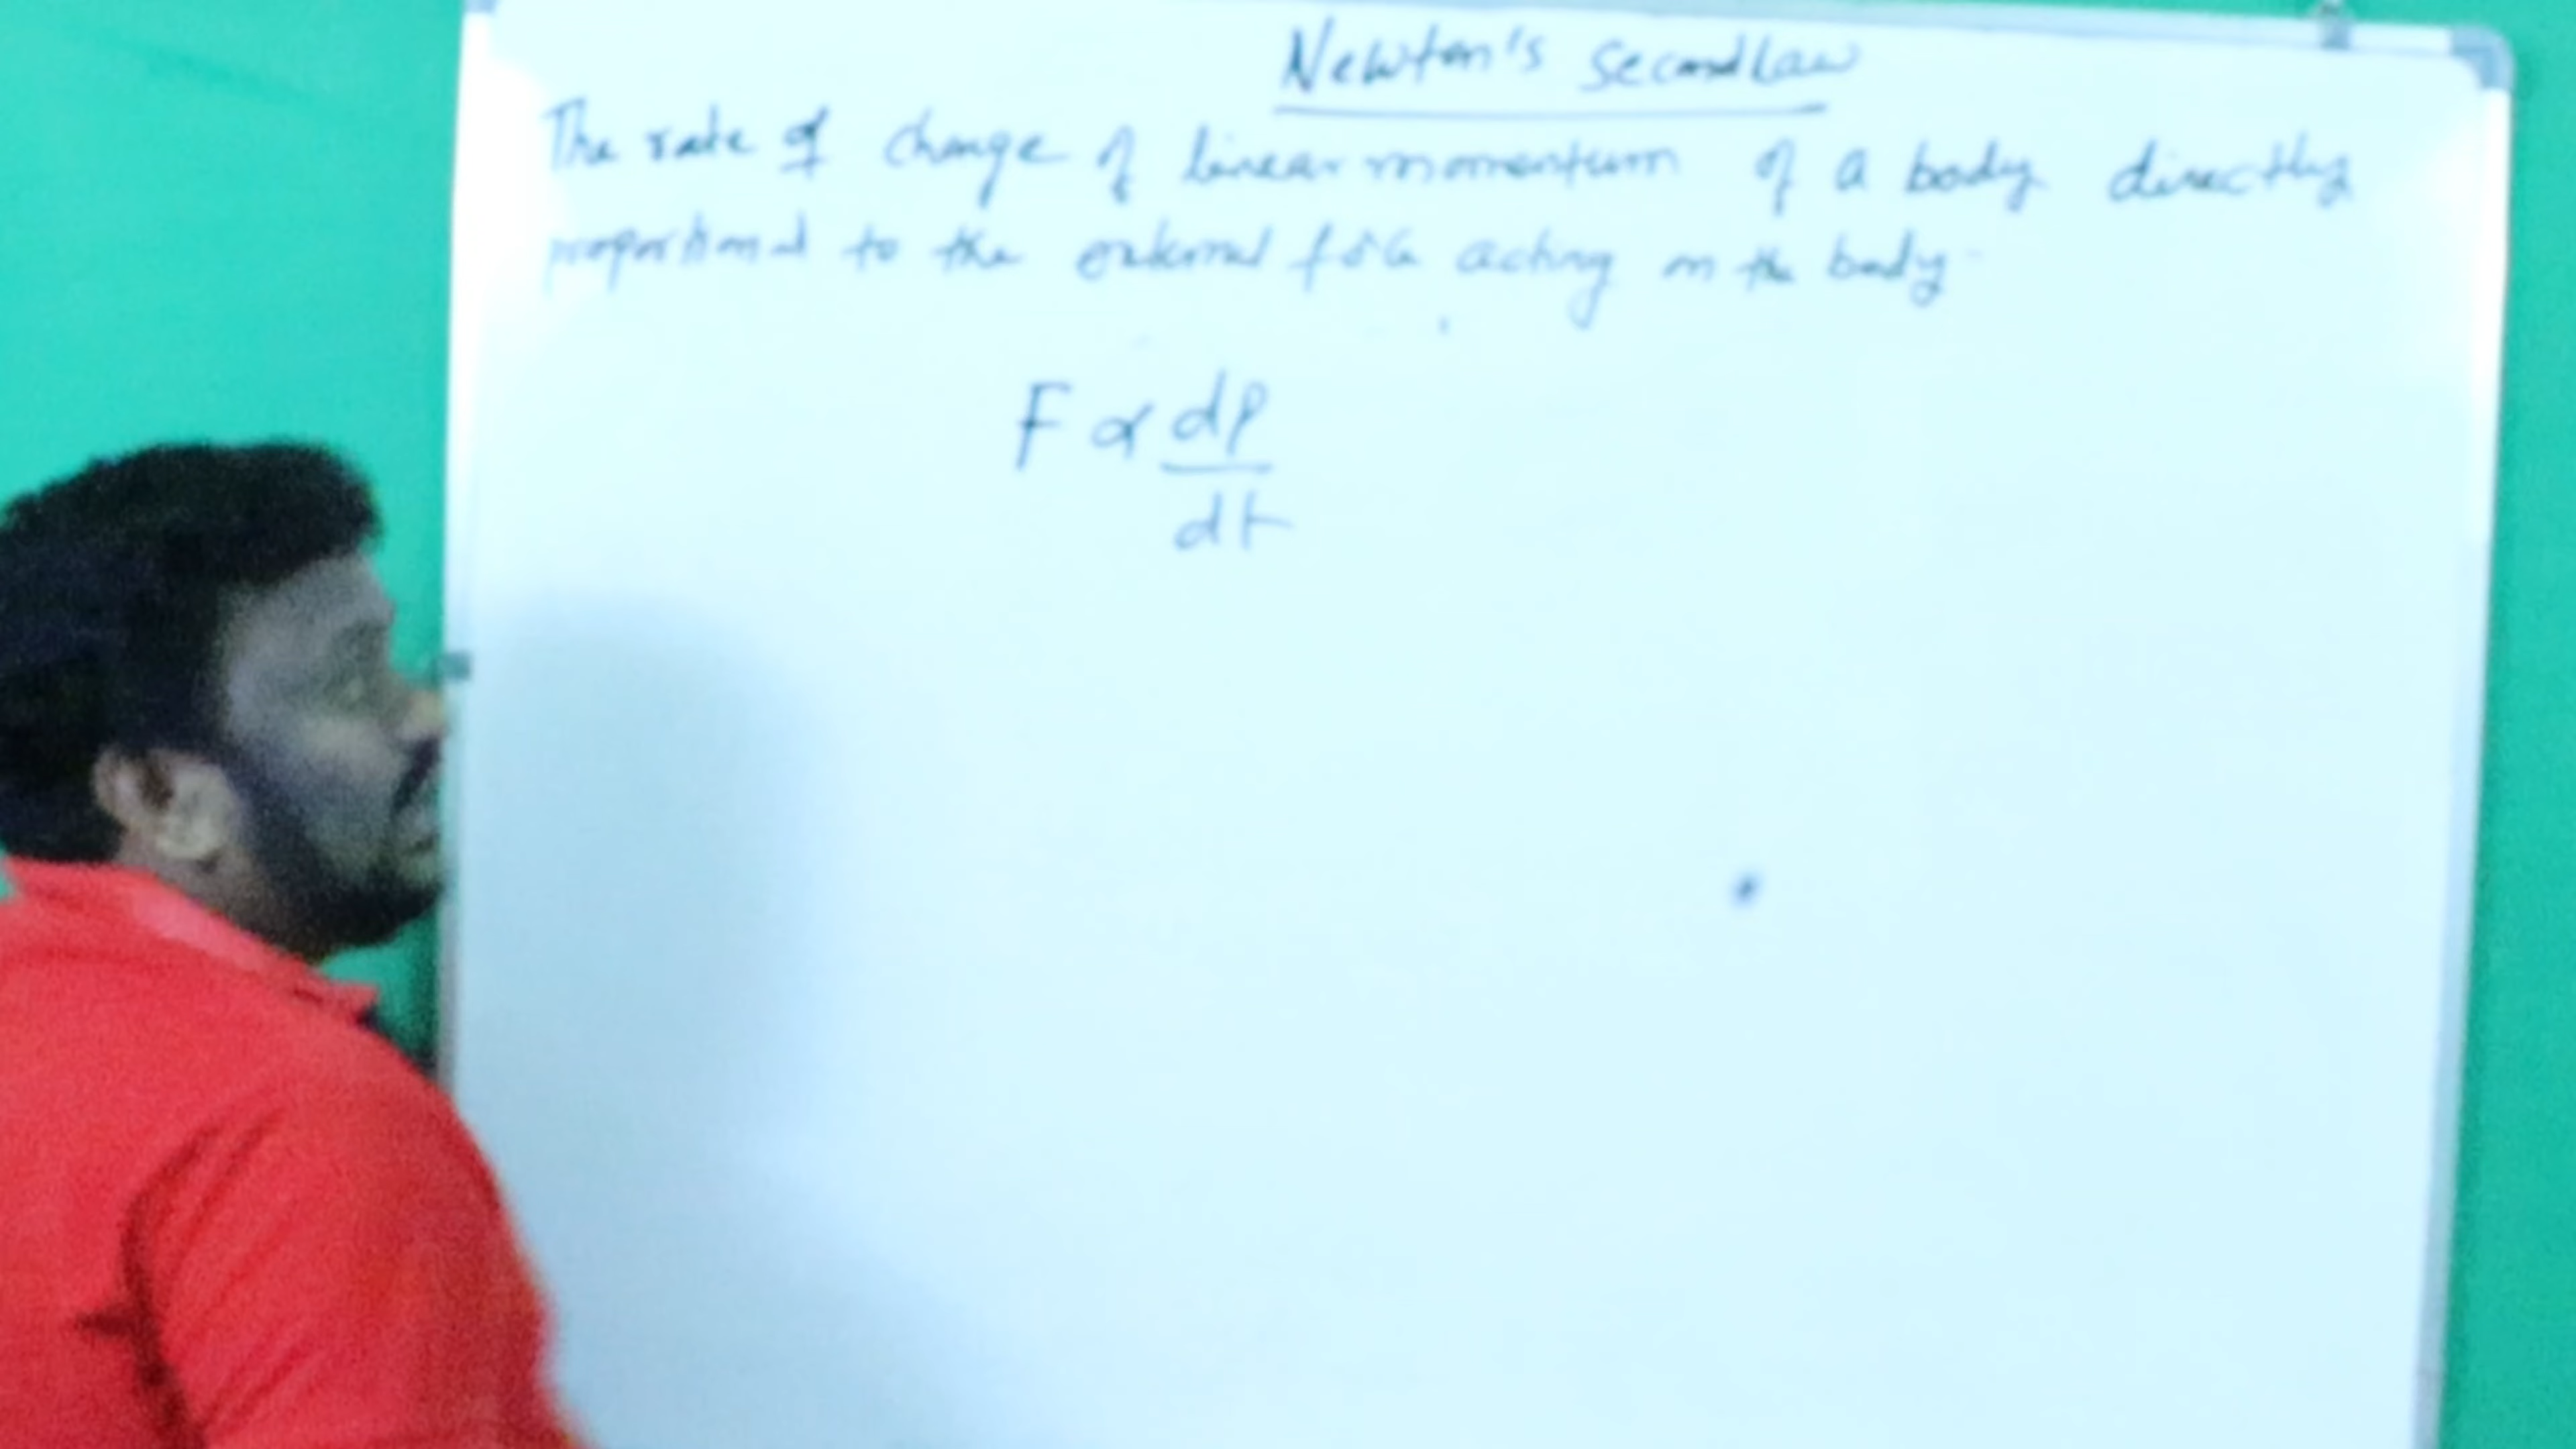 Newton's second law
The rate of change of linear momentum of a body directly
proportional to the external force acting on the body.
F ∝ dp
dt